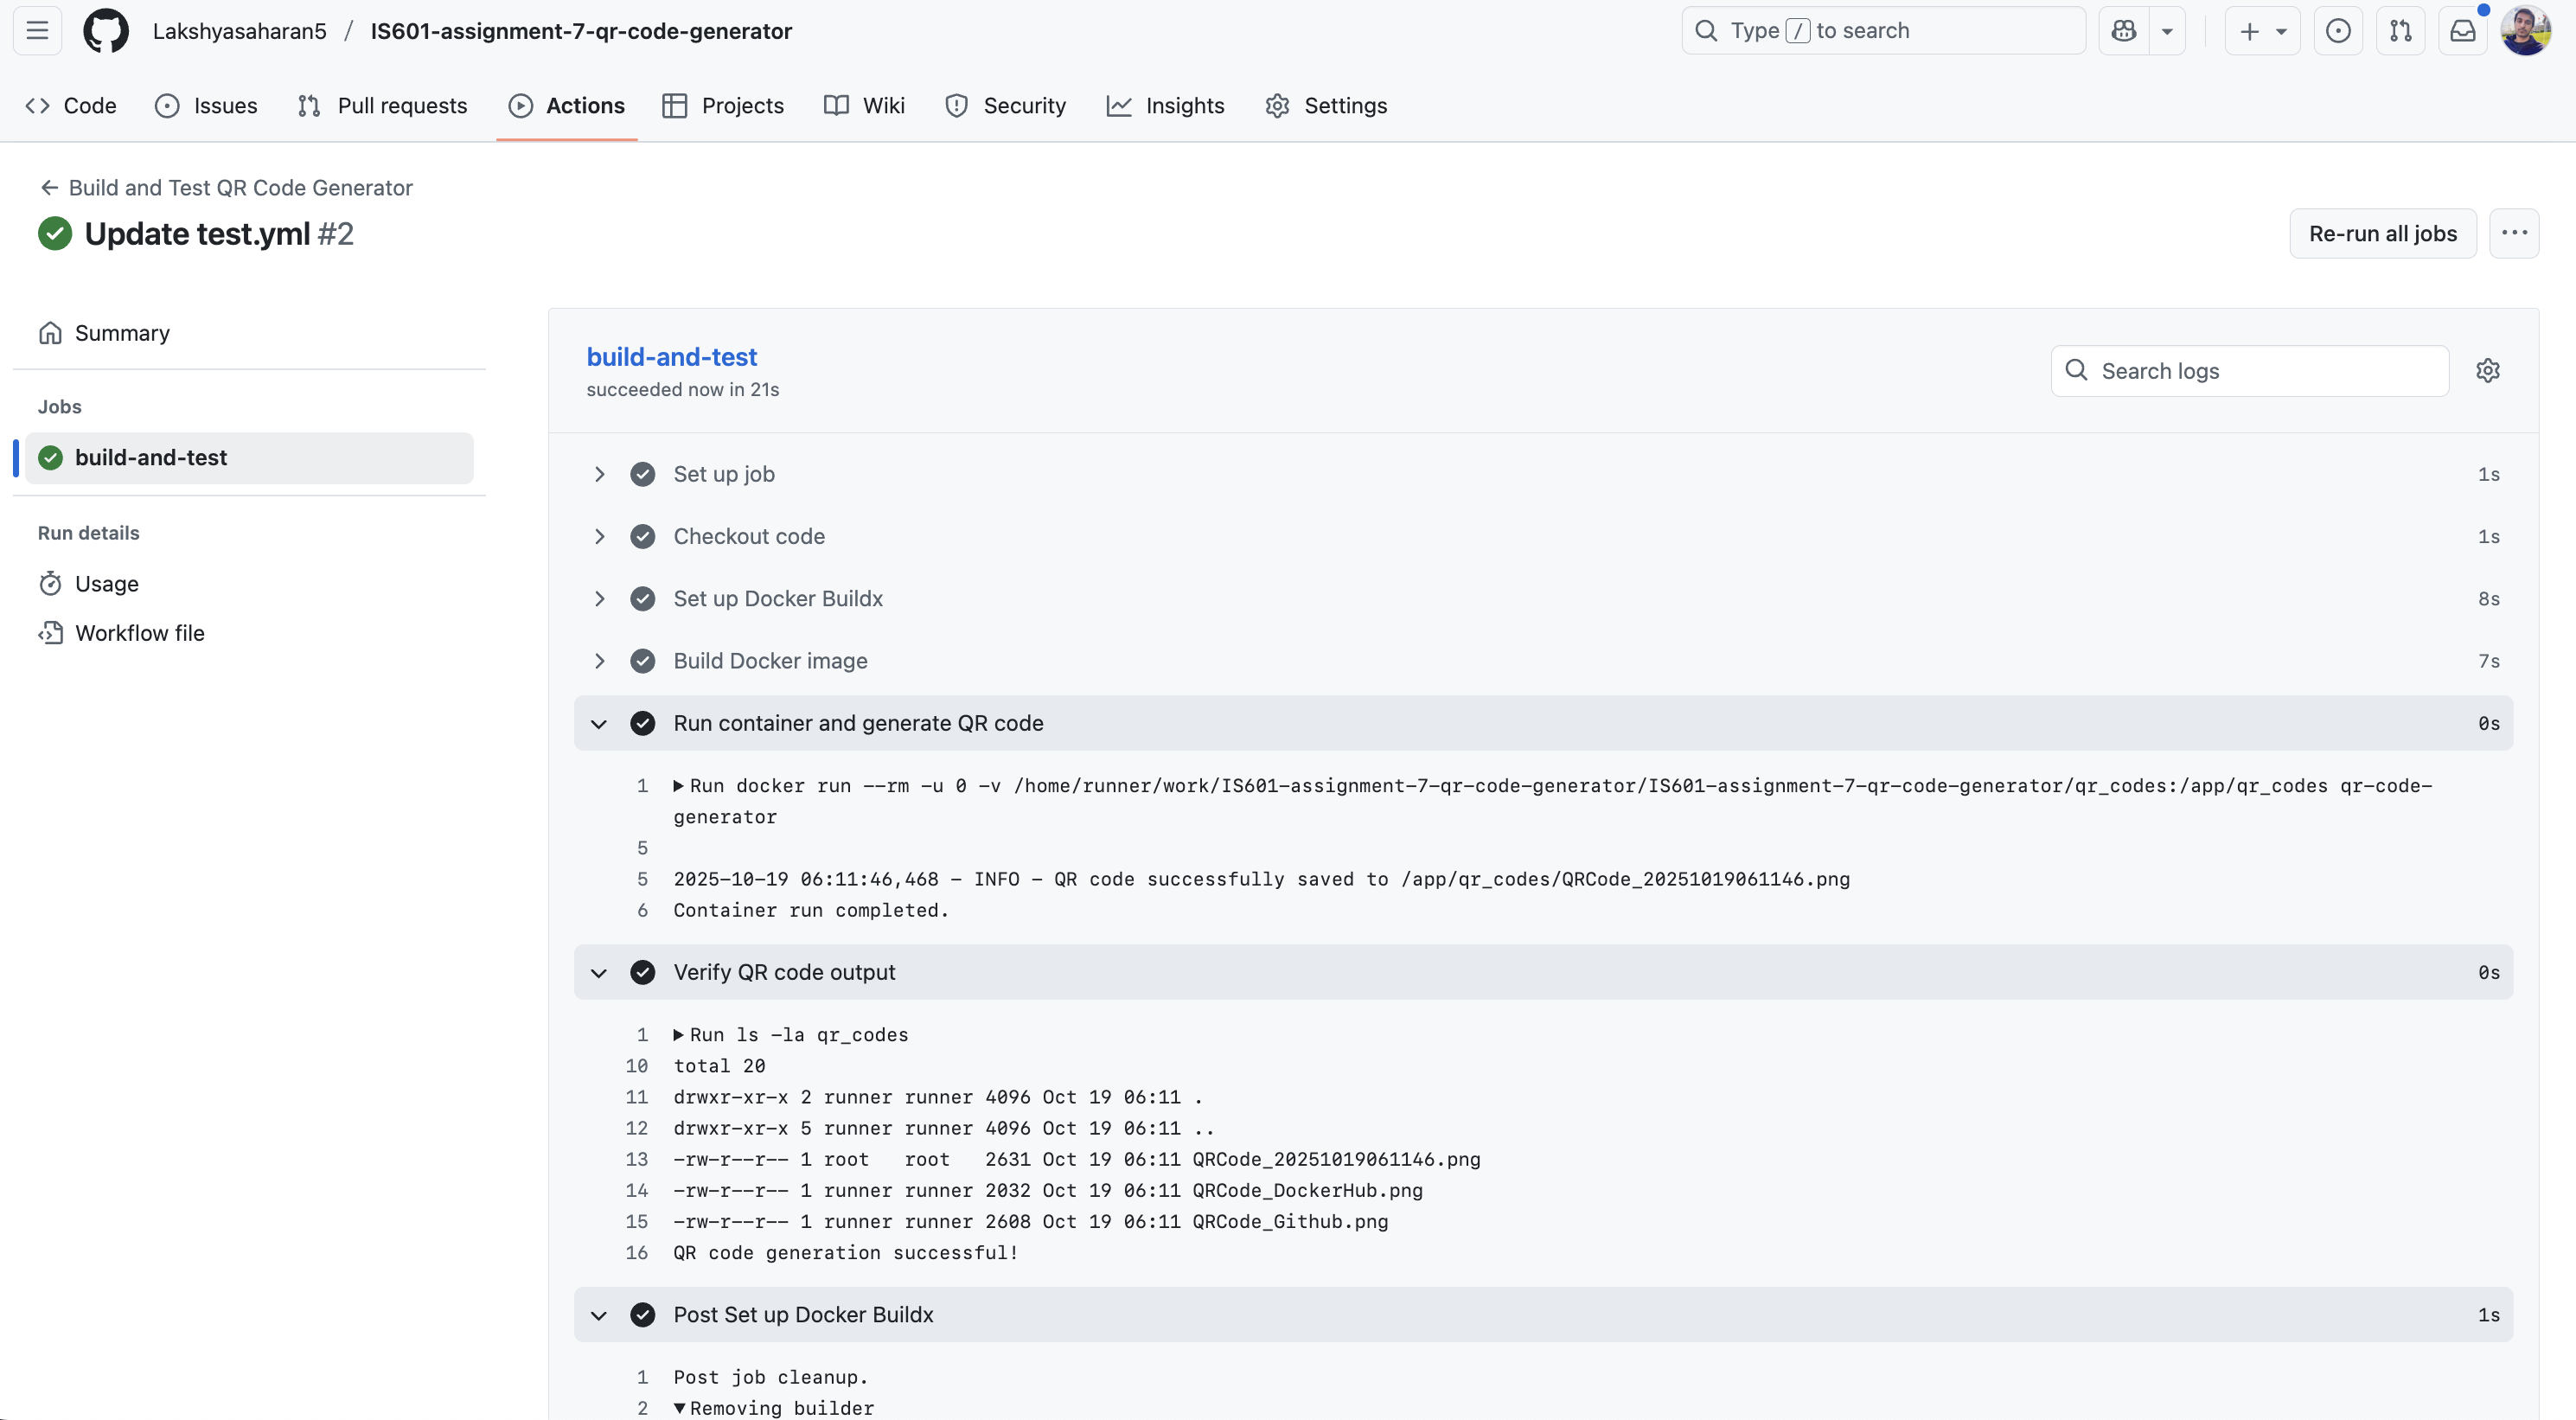 Lakshyasaharan5 / IS601-assignment-7-qr-code-generator
Type / to search
Code
Issues
Pull requests
Actions
Projects
Wiki
Security
Insights
Settings
Build and Test QR Code Generator
Update test.yml #2
Re-run all jobs
Summary
Jobs
build-and-test
Run details
Usage
Workflow file
build-and-test
succeeded now in 21s
Search logs
Set up job 1s
Checkout code 1s
Set up Docker Buildx 8s
Build Docker image 7s
Run container and generate QR code 0s
1 Run docker run --rm -u 0 -v /home/runner/work/IS601-assignment-7-qr-code-generator/IS601-assignment-7-qr-code-generator/qr_codes:/app/qr_codes qr-code-
generator
5
5 2025-10-19 06:11:46,468 - INFO - QR code successfully saved to /app/qr_codes/QRCode_20251019061146.png
6 Container run completed.
Verify QR code output 0s
1 Run ls -la qr_codes
10 total 20
11 drwxr-xr-x 2 runner runner 4096 Oct 19 06:11 .
12 drwxr-xr-x 5 runner runner 4096 Oct 19 06:11 ..
13 -rw-r--r-- 1 root   root   2631 Oct 19 06:11 QRCode_20251019061146.png
14 -rw-r--r-- 1 runner runner 2032 Oct 19 06:11 QRCode_DockerHub.png
15 -rw-r--r-- 1 runner runner 2608 Oct 19 06:11 QRCode_Github.png
16 QR code generation successful!
Post Set up Docker Buildx 1s
1 Post job cleanup.
2 Removing builder